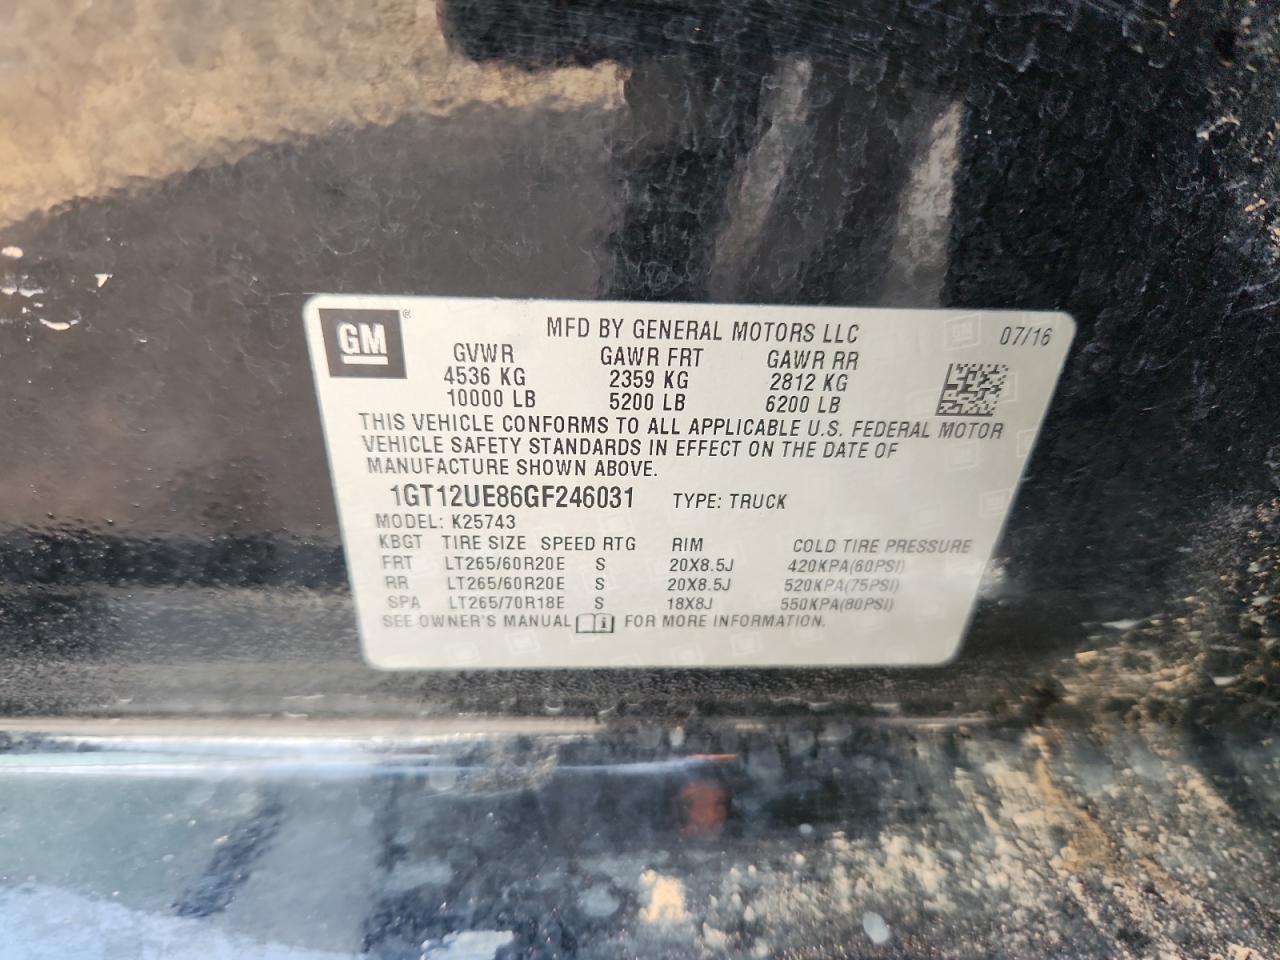 GM ®
MFD BY GENERAL MOTORS LLC 07/16
GVWR GAWR FRT GAWR RR
4536 KG 2359 KG 2812 KG
10000 LB 5200 LB 6200 LB
THIS VEHICLE CONFORMS TO ALL APPLICABLE U.S. FEDERAL MOTOR
VEHICLE SAFETY STANDARDS IN EFFECT ON THE DATE OF
MANUFACTURE SHOWN ABOVE.
1GT12UE86GF246031 TYPE: TRUCK
MODEL: K25743
KBGT TIRE SIZE SPEED RTG RIM COLD TIRE PRESSURE
FRT LT265/60R20E S 20X8.5J 420KPA(60PSI)
RR LT265/60R20E S 20X8.5J 520KPA(75PSI)
SPA LT265/70R18E S 18X8J 550KPA(80PSI)
SEE OWNER'S MANUAL i FOR MORE INFORMATION.